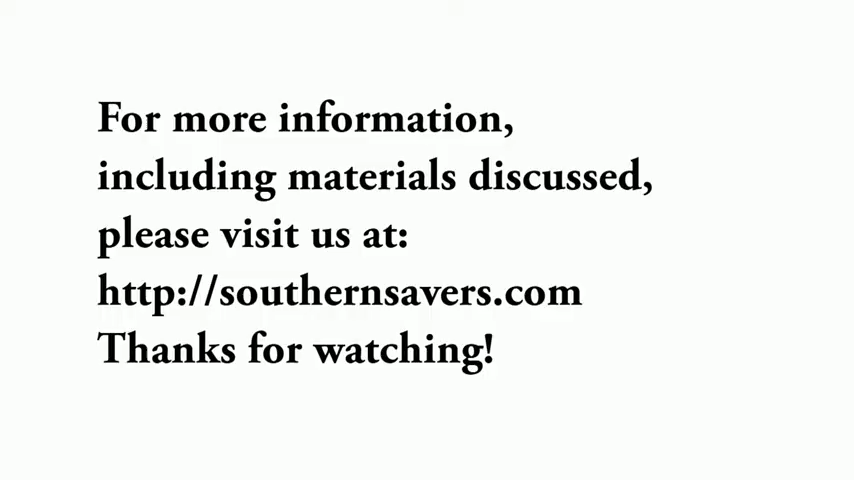 For more information,
including materials discussed,
please visit us at:
http://southernsavers.com
Thanks for watching!